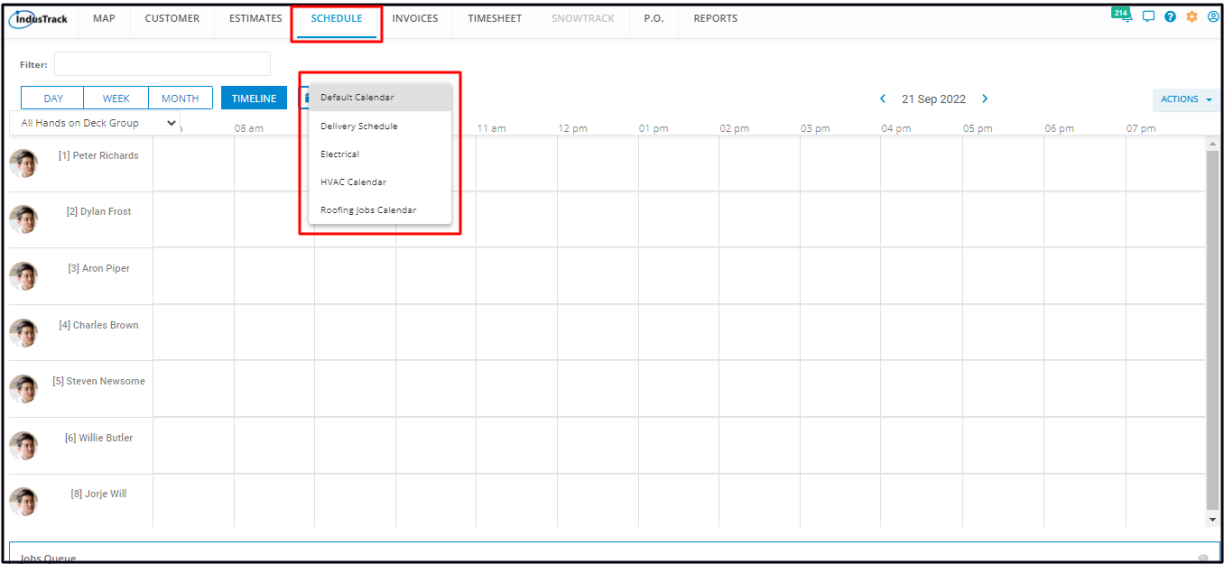 IndusTrack MAP CUSTOMER ESTIMATES SCHEDULE INVOICES TIMESHEET SNOWTRACK P.O. REPORTS 214
Filter:
DAY WEEK MONTH TIMELINE Default Calendar 21 Sep 2022 ACTIONS
All Hands on Deck Group 08 am Delivery Schedule 11 am 12 pm 01 pm 02 pm 03 pm 04 pm 05 pm 06 pm 07 pm
Electrical
HVAC Calendar
Roofing Jobs Calendar
[1] Peter Richards
[2] Dylan Frost
[3] Aron Piper
[4] Charles Brown
[5] Steven Newsome
[6] Willie Butler
[8] Jorje Will
Jobs Queue